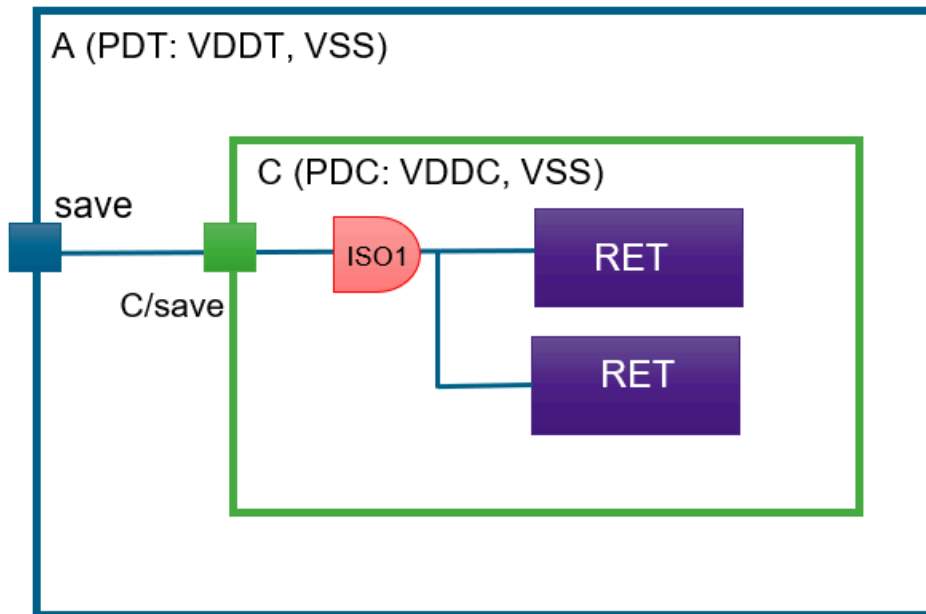 A (PDT: VDDT, VSS)
C (PDC: VDDC, VSS)
save
ISO1
RET
C/save
RET